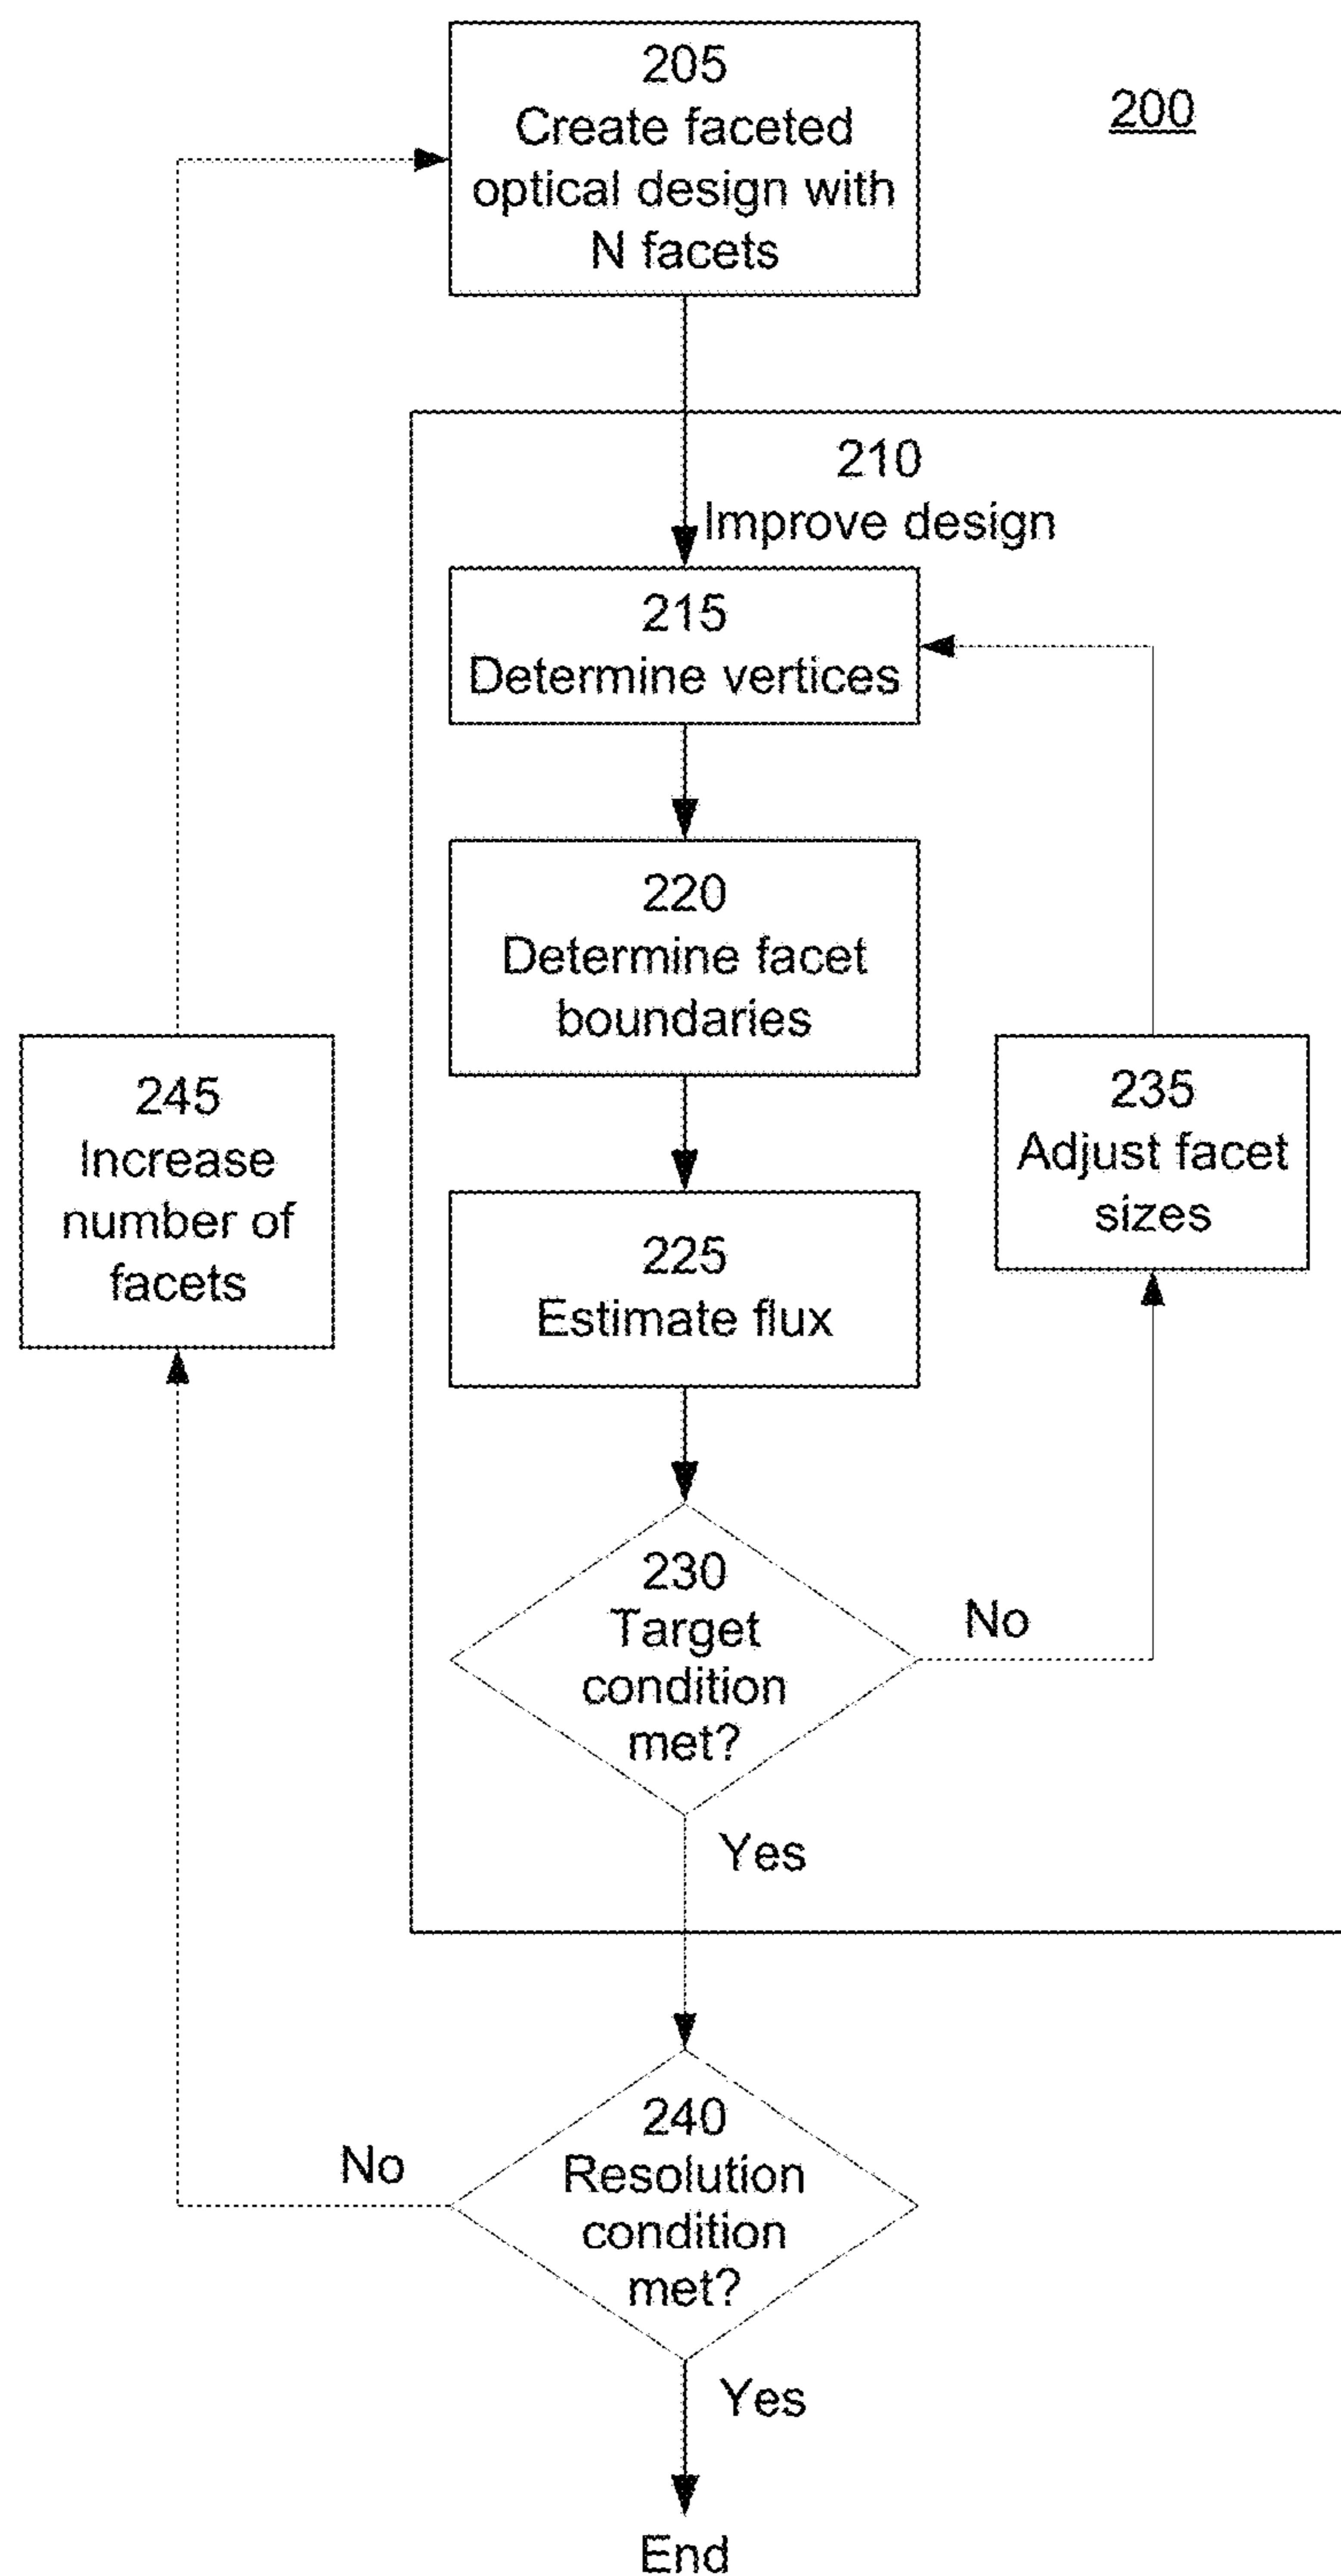 205
Create faceted
optical design with
N facets
200
210
Improve design
215
Determine vertices
220
Determine facet
boundaries
245
Increase
number of
facets
235
Adjust facet
sizes
225
Estimate flux
230
Target
condition
met?
No
Yes
240
Resolution
condition
met?
No
Yes
End